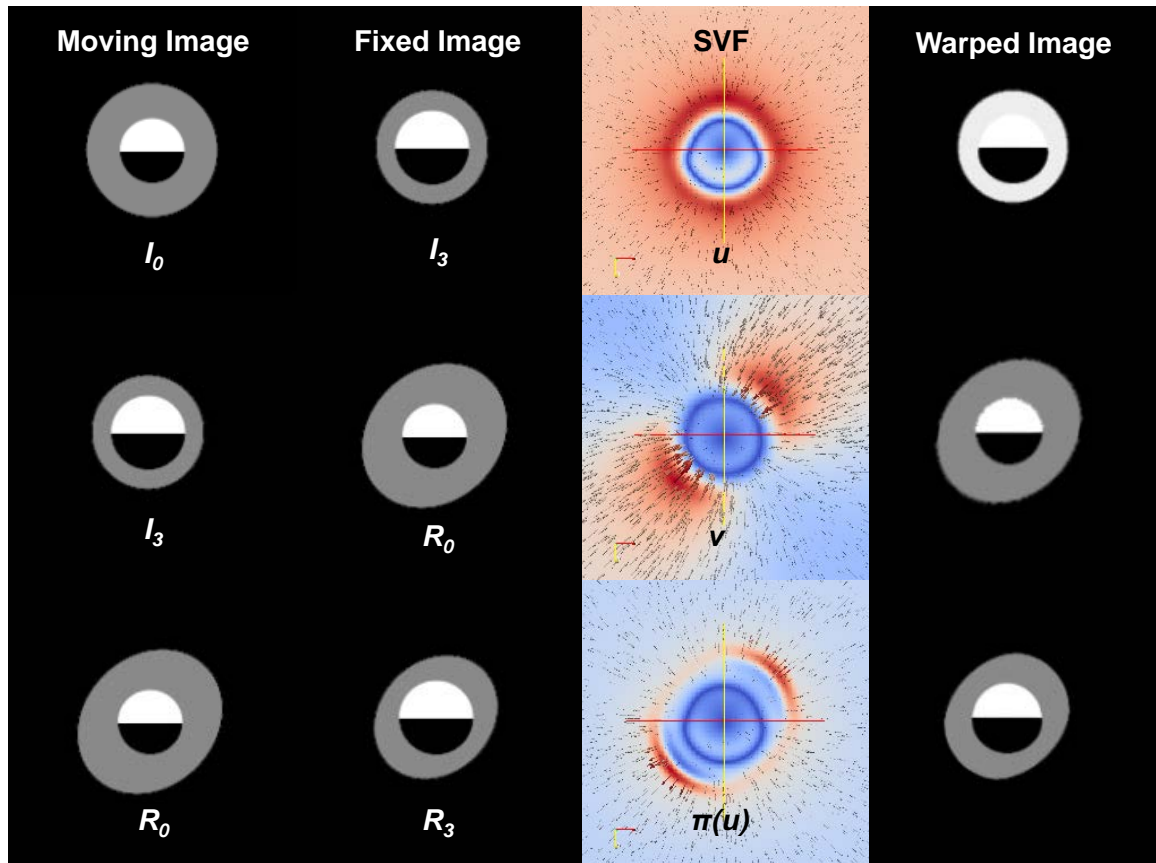 Moving Image Fixed Image SVF Warped Image
I₀ I₃ u
I₃ R₀ v
R₀ R₃ π(u)